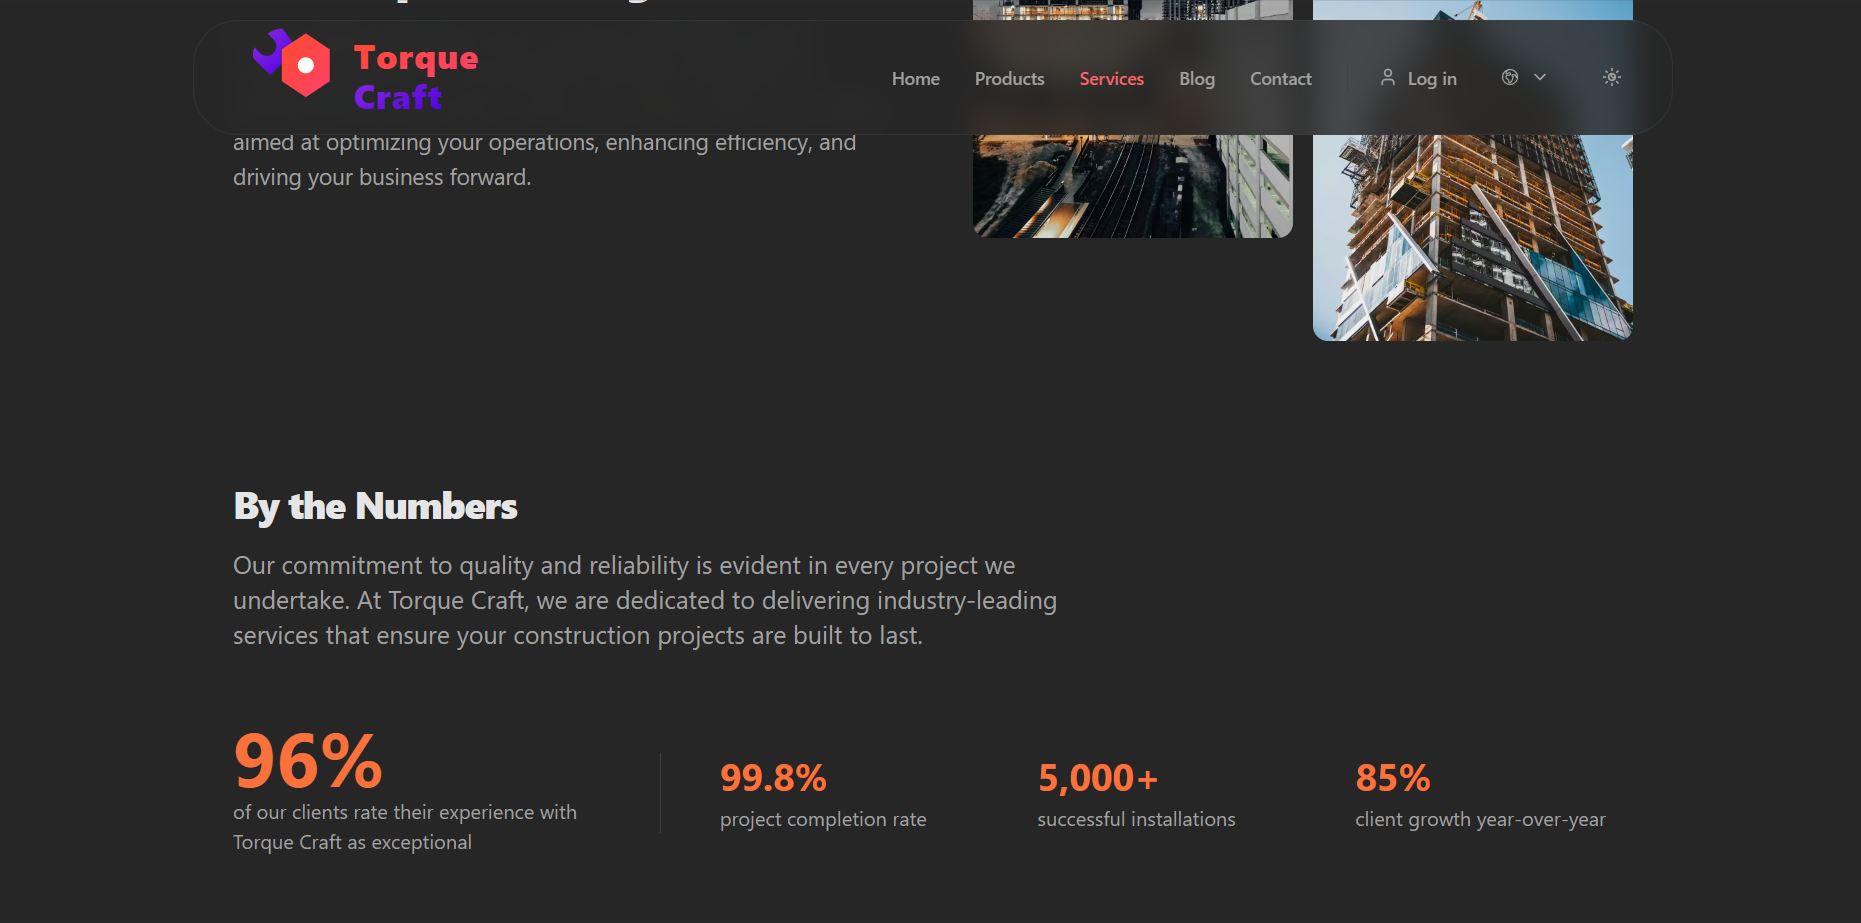 Torque
Craft
Home
Products
Services
Blog
Contact
Log in
aimed at optimizing your operations, enhancing efficiency, and
driving your business forward.
By the Numbers
Our commitment to quality and reliability is evident in every project we
undertake. At Torque Craft, we are dedicated to delivering industry-leading
services that ensure your construction projects are built to last.
96%
of our clients rate their experience with
Torque Craft as exceptional
99.8%
project completion rate
5,000+
successful installations
85%
client growth year-over-year